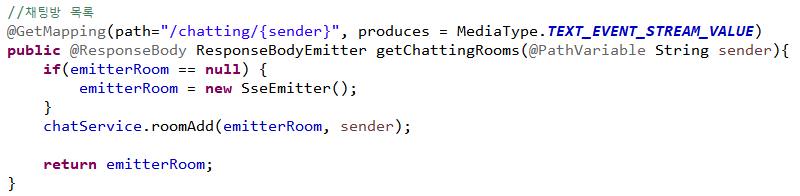 //채팅방 목록
@GetMapping(path="/chatting/{sender}", produces = MediaType.TEXT_EVENT_STREAM_VALUE)
public @ResponseBody ResponseBodyEmitter getChattingRooms(@PathVariable String sender){
    if(emitterRoom == null) {
        emitterRoom = new SseEmitter();
    }
    chatService.roomAdd(emitterRoom, sender);

    return emitterRoom;
}